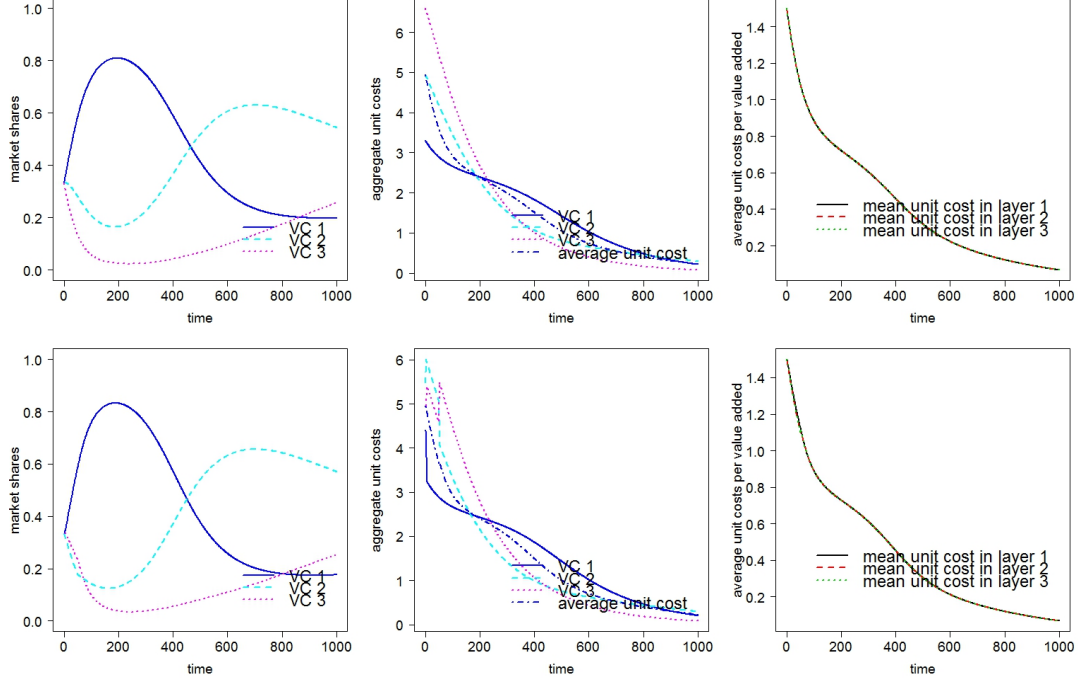 market shares
1.0
0.8
0.6
0.4
0.2
0.0
VC 1
VC 2
VC 3
0 200 400 600 800 1000
time
aggregate unit costs
6
5
4
3
2
1
0
VC 1
VC 2
VC 3
average unit cost
0 200 400 600 800 1000
time
average unit costs per value added
1.4
1.2
1.0
0.8
0.6
0.4
0.2
mean unit cost in layer 1
mean unit cost in layer 2
mean unit cost in layer 3
0 200 400 600 800 1000
time
market shares
1.0
0.8
0.6
0.4
0.2
0.0
VC 1
VC 2
VC 3
0 200 400 600 800 1000
time
aggregate unit costs
6
5
4
3
2
1
0
VC 1
VC 2
VC 3
average unit cost
0 200 400 600 800 1000
time
average unit costs per value added
1.4
1.2
1.0
0.8
0.6
0.4
0.2
mean unit cost in layer 1
mean unit cost in layer 2
mean unit cost in layer 3
0 200 400 600 800 1000
time